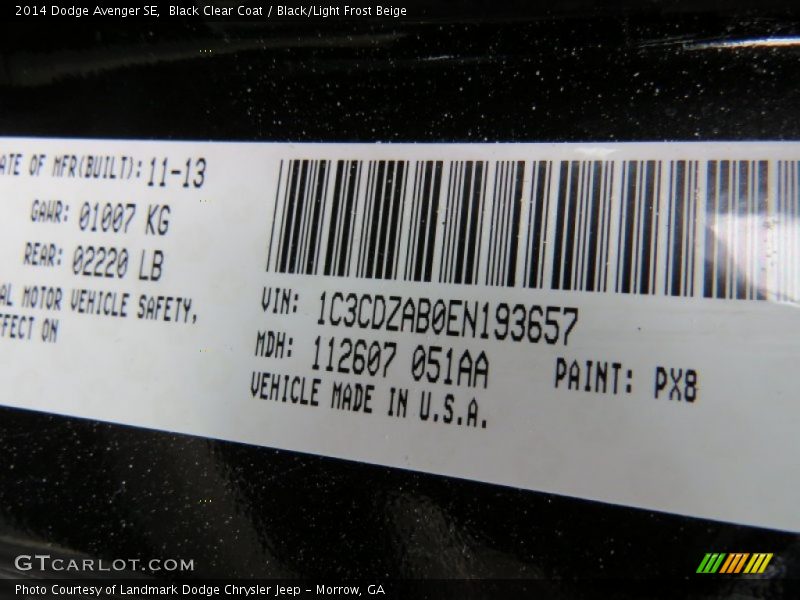 2014 Dodge Avenger SE, Black Clear Coat / Black/Light Frost Beige
ATE OF MFR(BUILT): 11-13
GAWR: 01007 KG
REAR: 02220 LB
AL MOTOR VEHICLE SAFETY,
FFECT ON
VIN: 1C3CDZAB0EN193657
MDH: 112607 051AA
PAINT: PX8
VEHICLE MADE IN U.S.A.
GTCARLOT.COM
Photo Courtesy of Landmark Dodge Chrysler Jeep – Morrow, GA